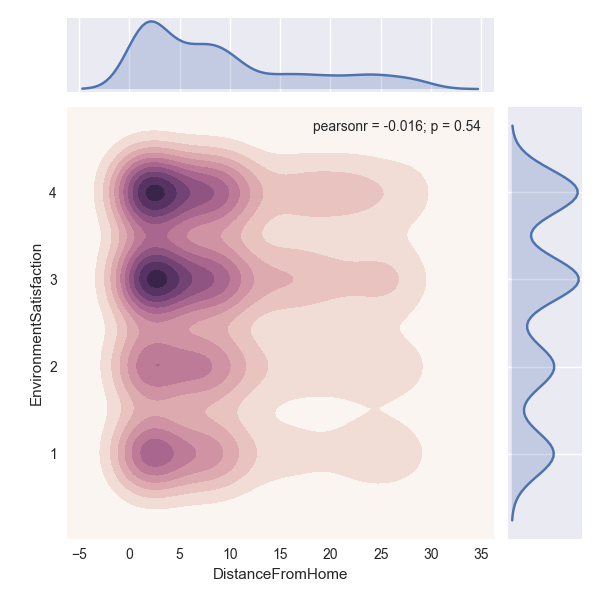 pearsonr = -0.016; p = 0.54
EnvironmentSatisfaction
4
3
2
1
−5 0 5 10 15 20 25 30 35
DistanceFromHome